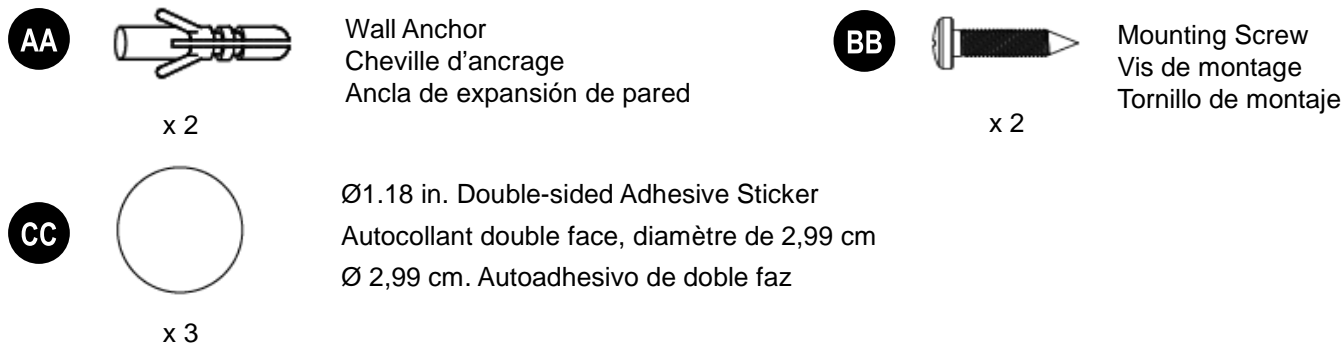 AA
Wall Anchor
Cheville d'ancrage
Ancla de expansión de pared
x 2
BB
Mounting Screw
Vis de montage
Tornillo de montaje
x 2
CC
Ø1.18 in. Double-sided Adhesive Sticker
Autocollant double face, diamètre de 2,99 cm
Ø 2,99 cm. Autoadhesivo de doble faz
x 3